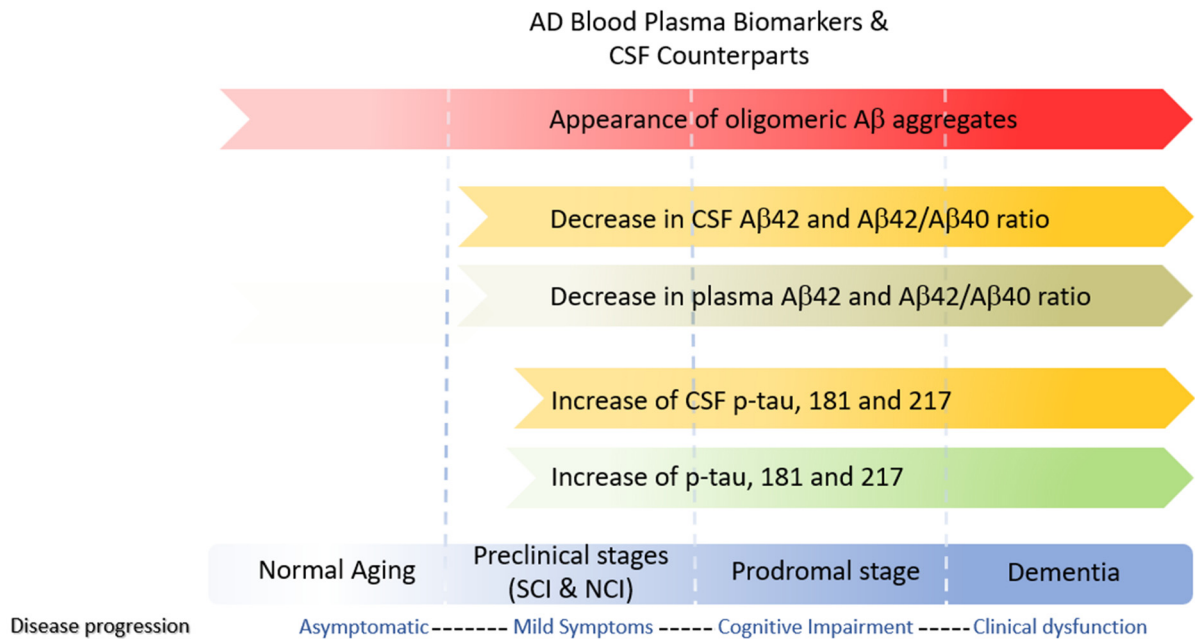 AD Blood Plasma Biomarkers &
CSF Counterparts
Appearance of oligomeric Aβ aggregates
Decrease in CSF Aβ42 and Aβ42/Aβ40 ratio
Decrease in plasma Aβ42 and Aβ42/Aβ40 ratio
Increase of CSF p-tau, 181 and 217
Increase of p-tau, 181 and 217
Normal Aging
Preclinical stages
(SCI & NCI)
Prodromal stage
Dementia
Disease progression
Asymptomatic------- Mild Symptoms ----- Cognitive Impairment ----- Clinical dysfunction